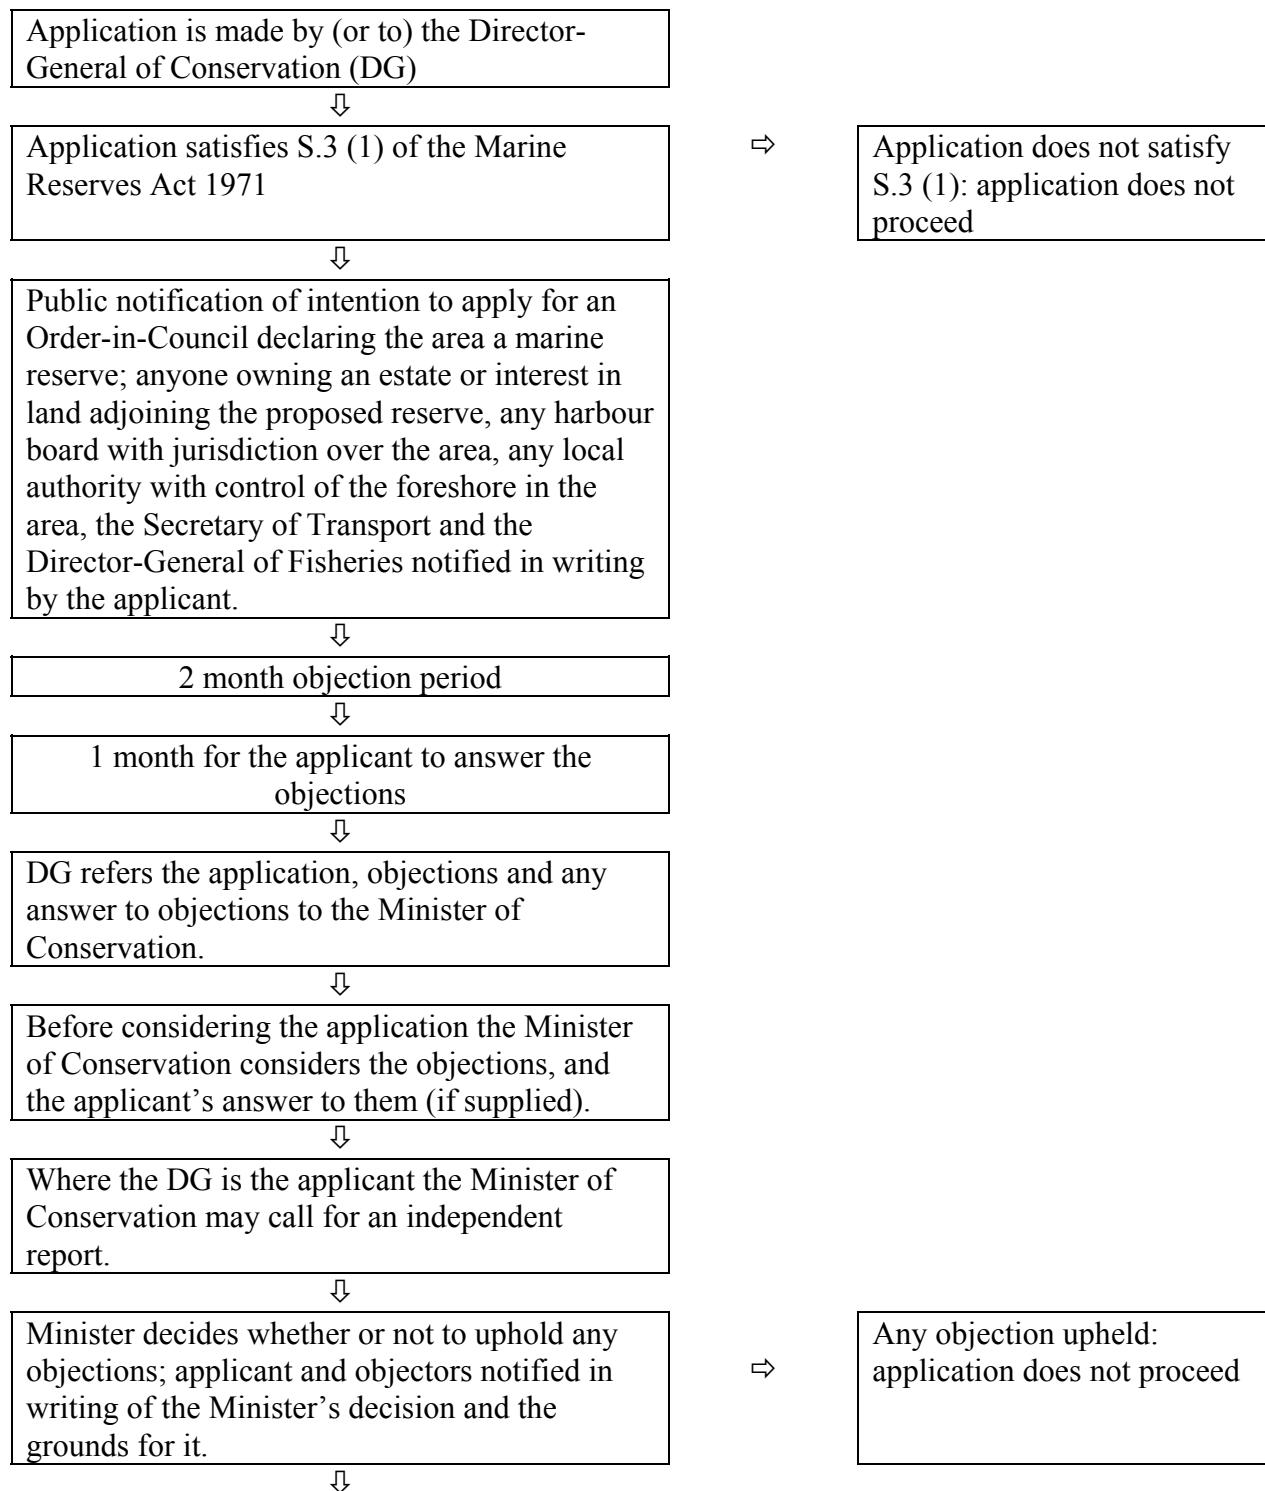 Application is made by (or to) the Director-
General of Conservation (DG)
⇩
Application satisfies S.3 (1) of the Marine
Reserves Act 1971
⇨
Application does not satisfy
S.3 (1): application does not
proceed
⇩
Public notification of intention to apply for an
Order-in-Council declaring the area a marine
reserve; anyone owning an estate or interest in
land adjoining the proposed reserve, any harbour
board with jurisdiction over the area, any local
authority with control of the foreshore in the
area, the Secretary of Transport and the
Director-General of Fisheries notified in writing
by the applicant.
⇩
2 month objection period
⇩
1 month for the applicant to answer the
objections
⇩
DG refers the application, objections and any
answer to objections to the Minister of
Conservation.
⇩
Before considering the application the Minister
of Conservation considers the objections, and
the applicant’s answer to them (if supplied).
⇩
Where the DG is the applicant the Minister of
Conservation may call for an independent
report.
⇩
Minister decides whether or not to uphold any
objections; applicant and objectors notified in
writing of the Minister’s decision and the
grounds for it.
⇨
Any objection upheld:
application does not proceed
⇩